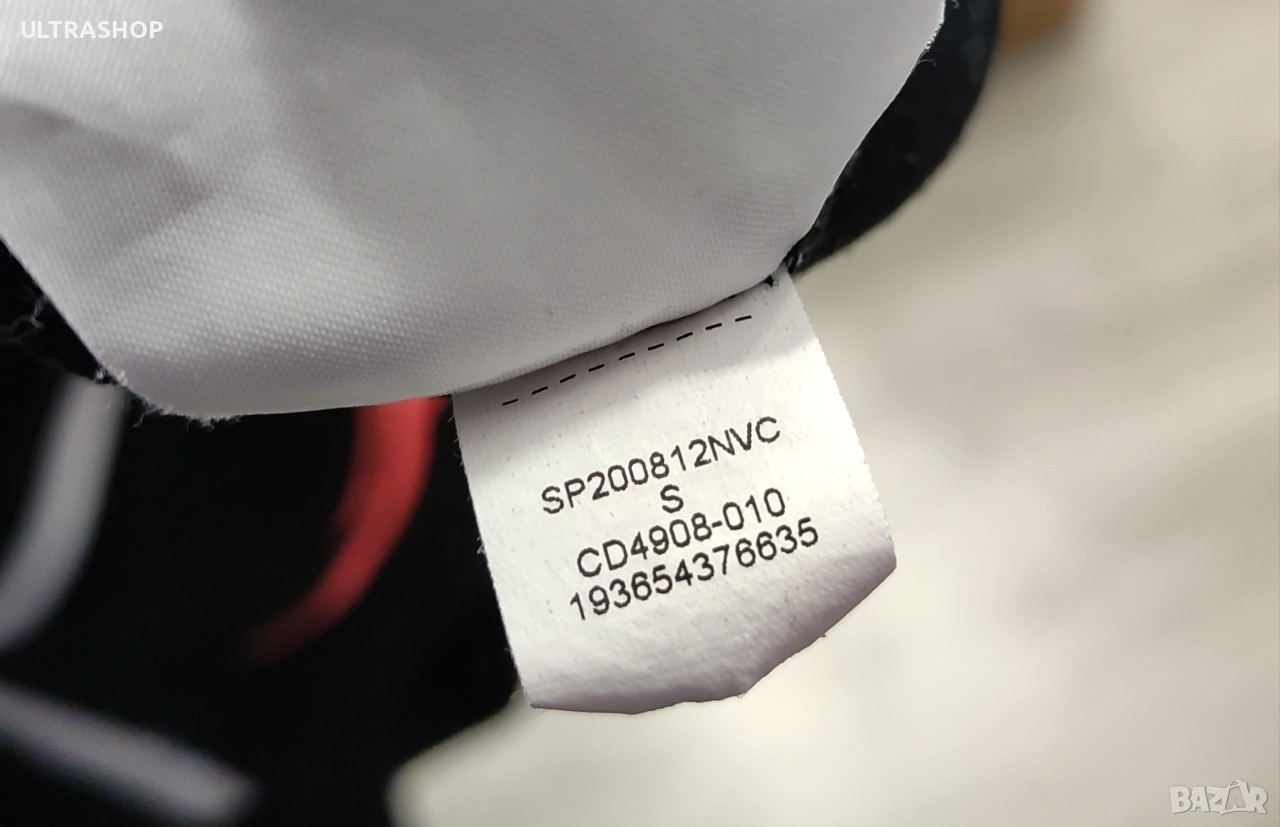 ULTRASHOP
SP200812NVC
S
CD4908-010
193654376635
BAZAR